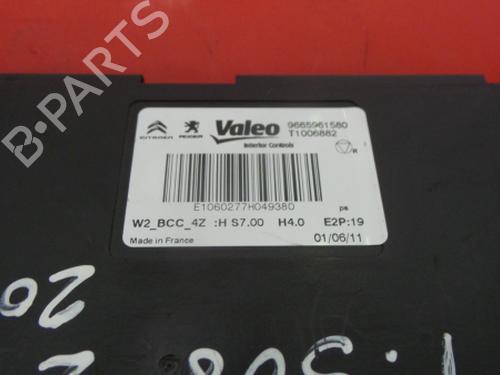 B-PARTS
CITROËN PEUGEOT Valeo 9665961580
T1006882
Interior Controls
R
E1060277H049380
ps
W2_BCC_4Z :H S7.00 H4.0 E2P:19
Made in France 01/06/11